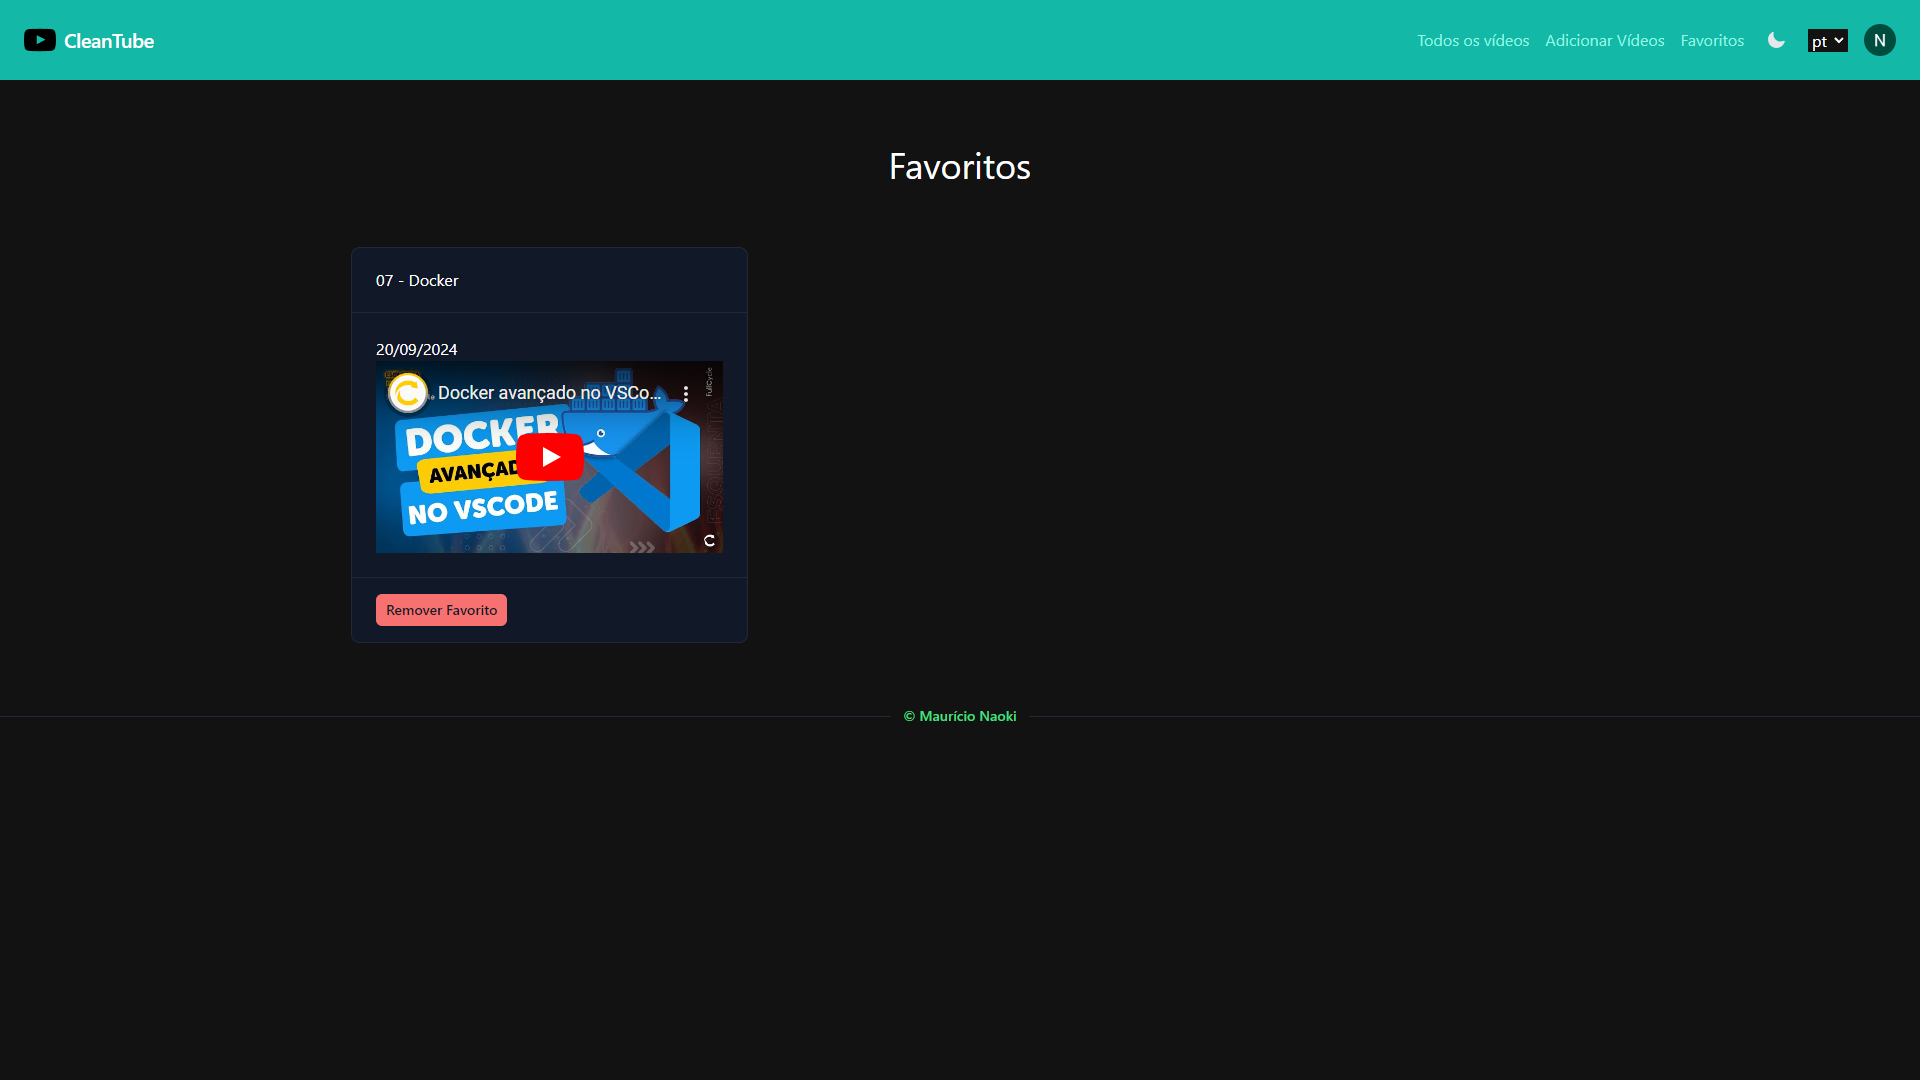 CleanTube
Todos os vídeos
Adicionar Vídeos
Favoritos
pt
N
Favoritos
07 - Docker
20/09/2024
Docker avançado no VSCo...
FullCycle
DOCKER
AVANÇAD
NO VSCODE
ESQUENTA
Remover Favorito
© Maurício Naoki